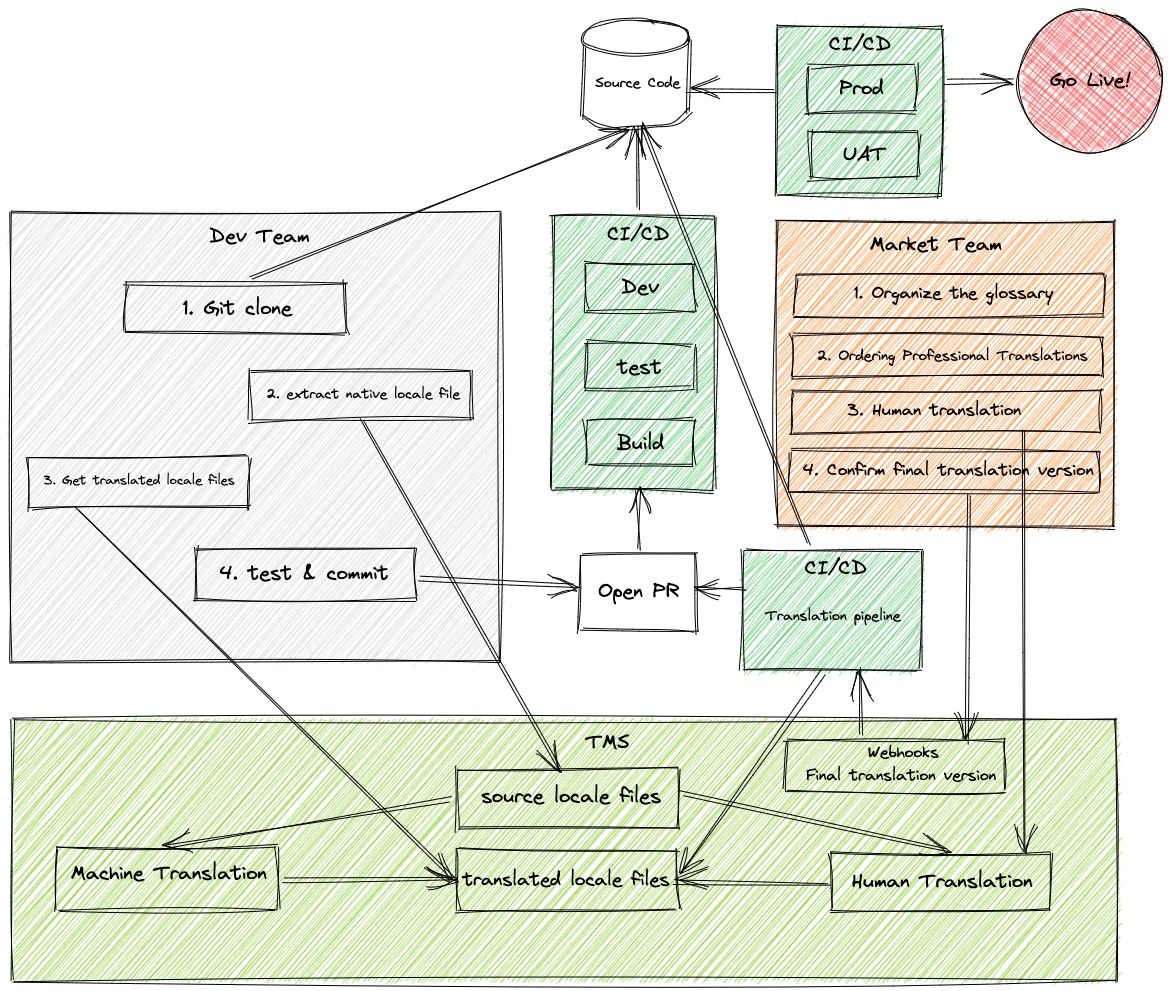 Source Code
CI/CD
Prod
UAT
Go Live!
Dev Team
1. Git clone
2. extract native locale file
3. Get translated locale files
4. test & commit
CI/CD
Dev
test
Build
Open PR
Market Team
1. Organize the glossary
2. Ordering Professional Translations
3. Human translation
4. Confirm final translation version
CI/CD
Translation pipeline
TMS
Webhooks
Final translation version
source locale files
Machine Translation
translated locale files
Human Translation